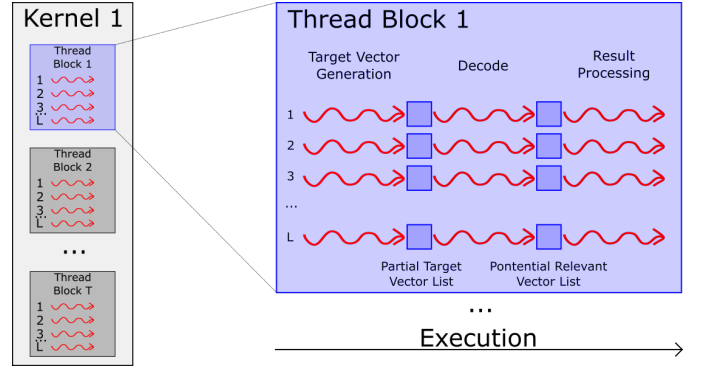 Kernel 1
Thread
Block 1
1
2
3
...
L
Thread
Block 2
1
2
3
...
L
...
Thread
Block T
1
2
3
...
L
Thread Block 1
Target Vector
Generation
Decode
Result
Processing
1
2
3
...
L
Partial Target
Vector List
Pontential Relevant
Vector List
...
Execution